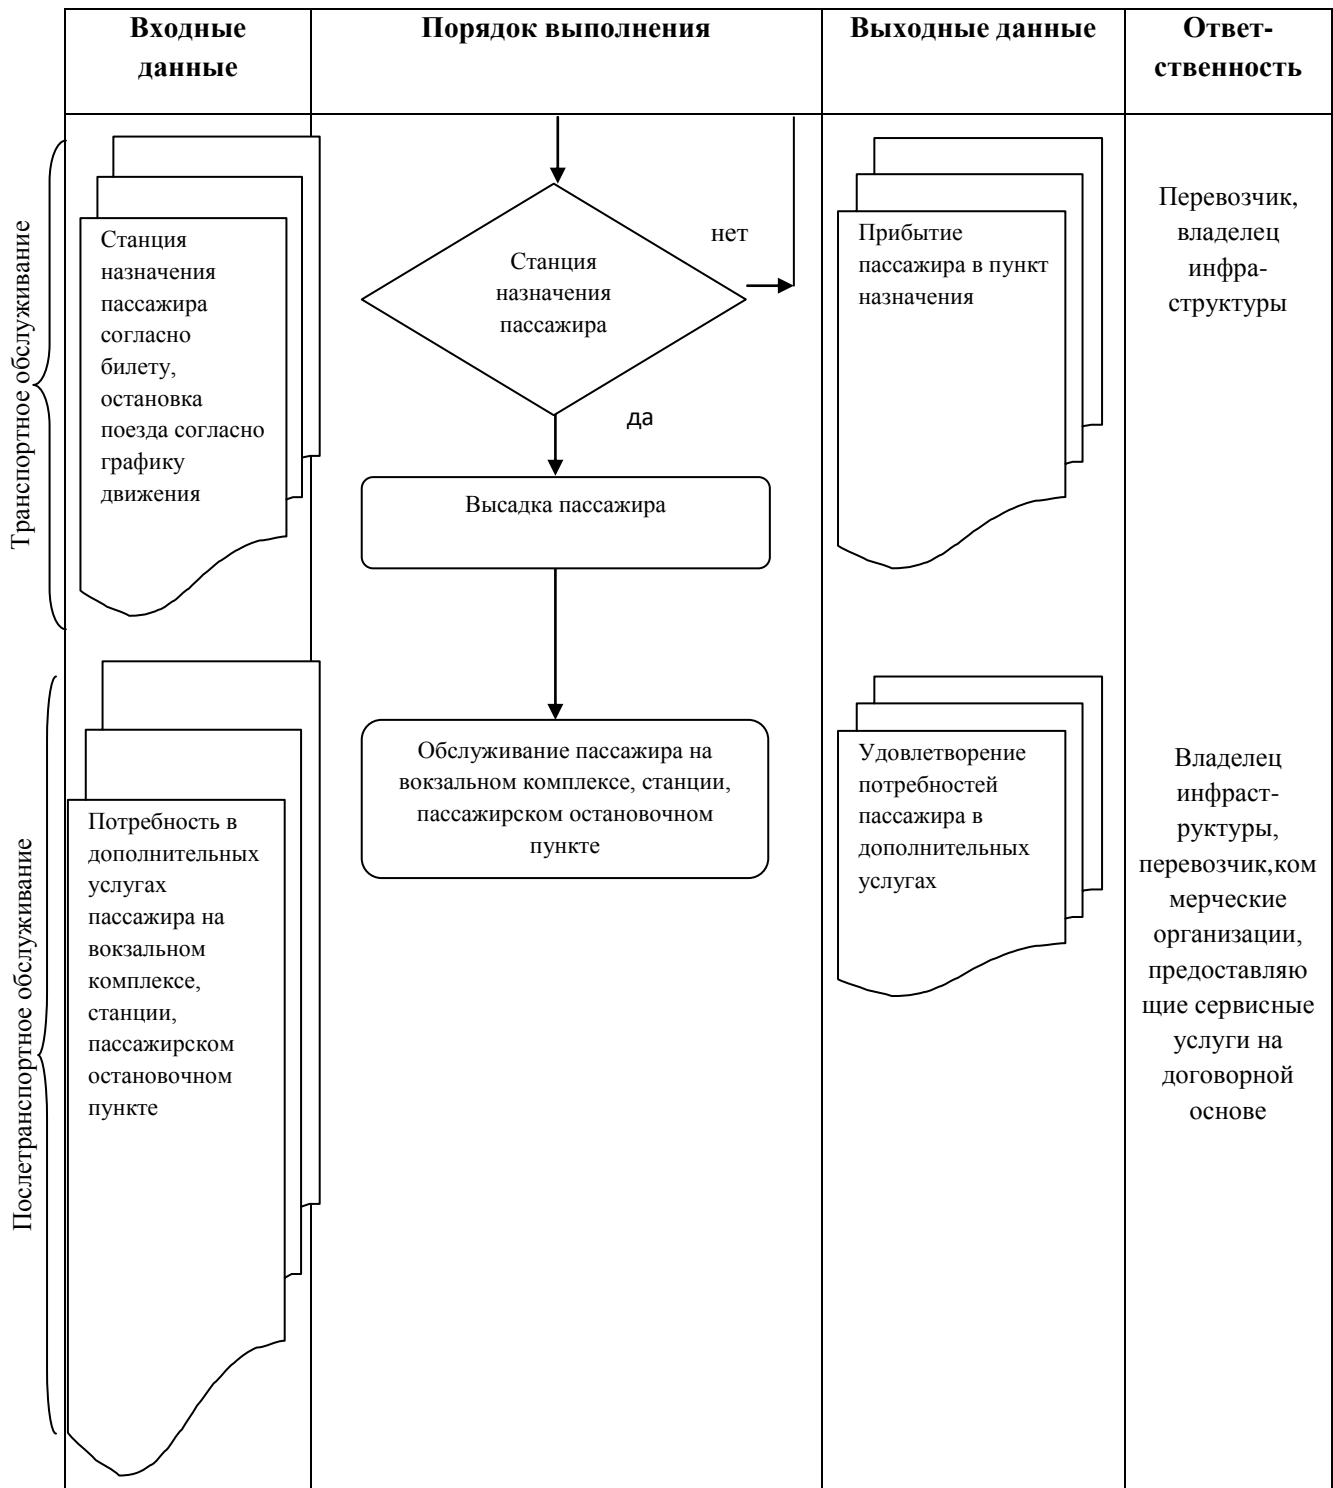 Входные
данные
Порядок выполнения
Выходные данные
Ответ-
ственность
Транспортное обслуживание
Станция
назначения
пассажира
согласно
билету,
остановка
поезда согласно
графику
движения
Станция
назначения
пассажира
нет
да
Высадка пассажира
Прибытие
пассажира в пункт
назначения
Перевозчик,
владелец
инфра-
структуры
Послетранспортное обслуживание
Потребность в
дополнительных
услугах
пассажира на
вокзальном
комплексе,
станции,
пассажирском
остановочном
пункте
Обслуживание пассажира на
вокзальном комплексе, станции,
пассажирском остановочном
пункте
Удовлетворение
потребностей
пассажира в
дополнительных
услугах
Владелец
инфраст-
руктуры,
перевозчик,ком
мерческие
организации,
предоставляю
щие сервисные
услуги на
договорной
основе